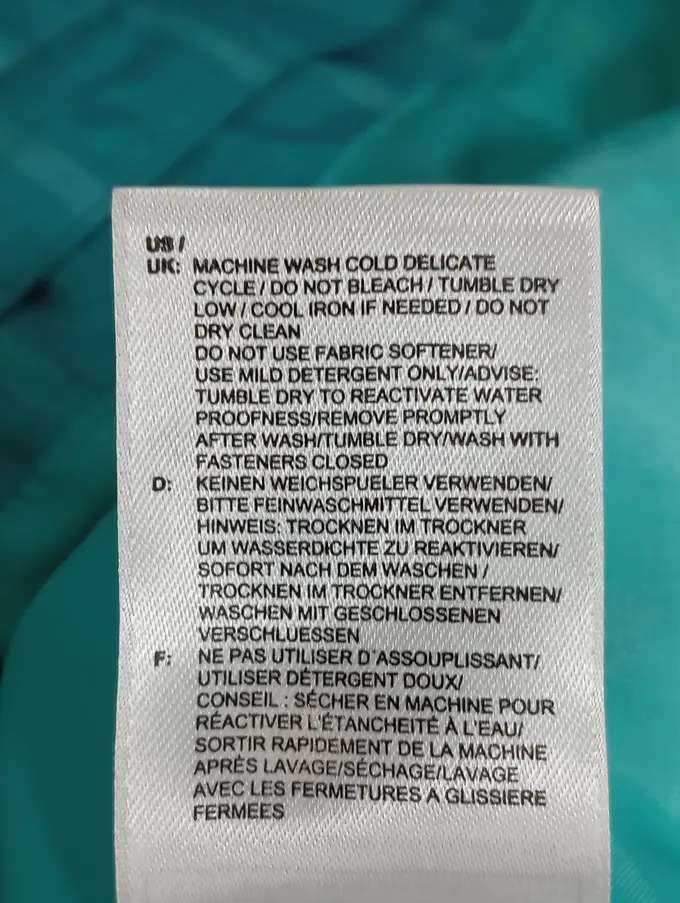 US /
UK: MACHINE WASH COLD DELICATE
CYCLE / DO NOT BLEACH / TUMBLE DRY
LOW / COOL IRON IF NEEDED / DO NOT
DRY CLEAN
DO NOT USE FABRIC SOFTENER/
USE MILD DETERGENT ONLY/ADVISE:
TUMBLE DRY TO REACTIVATE WATER
PROOFNESS/REMOVE PROMPTLY
AFTER WASH/TUMBLE DRY/WASH WITH
FASTENERS CLOSED
D: KEINEN WEICHSPUELER VERWENDEN/
BITTE FEINWASCHMITTEL VERWENDEN/
HINWEIS: TROCKNEN IM TROCKNER
UM WASSERDICHTE ZU REAKTIVIEREN/
SOFORT NACH DEM WASCHEN /
TROCKNEN IM TROCKNER ENTFERNEN/
WASCHEN MIT GESCHLOSSENEN
VERSCHLUESSEN
F: NE PAS UTILISER D'ASSOUPLISSANT/
UTILISER DÉTERGENT DOUX/
CONSEIL : SÉCHER EN MACHINE POUR
RÉACTIVER L'ÉTANCHEITÉ À L'EAU/
SORTIR RAPIDEMENT DE LA MACHINE
APRÈS LAVAGE/SÉCHAGE/LAVAGE
AVEC LES FERMETURES A GLISSIERE
FERMEES